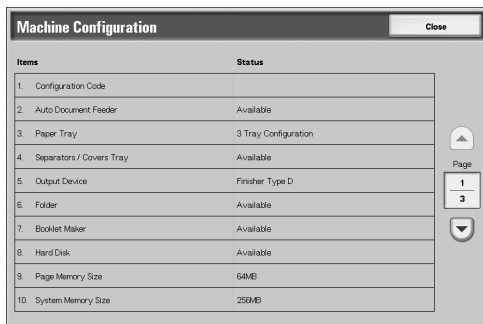 Machine Configuration
Close
Items Status
1. Configuration Code
2. Auto Document Feeder Available
3. Paper Tray 3 Tray Configuration
4. Separators / Covers Tray Available
5. Output Device Finisher Type D
6. Folder Available
7. Booklet Maker Available
8. Hard Disk Available
9. Page Memory Size 64MB
10. System Memory Size 256MB
Page
1
3